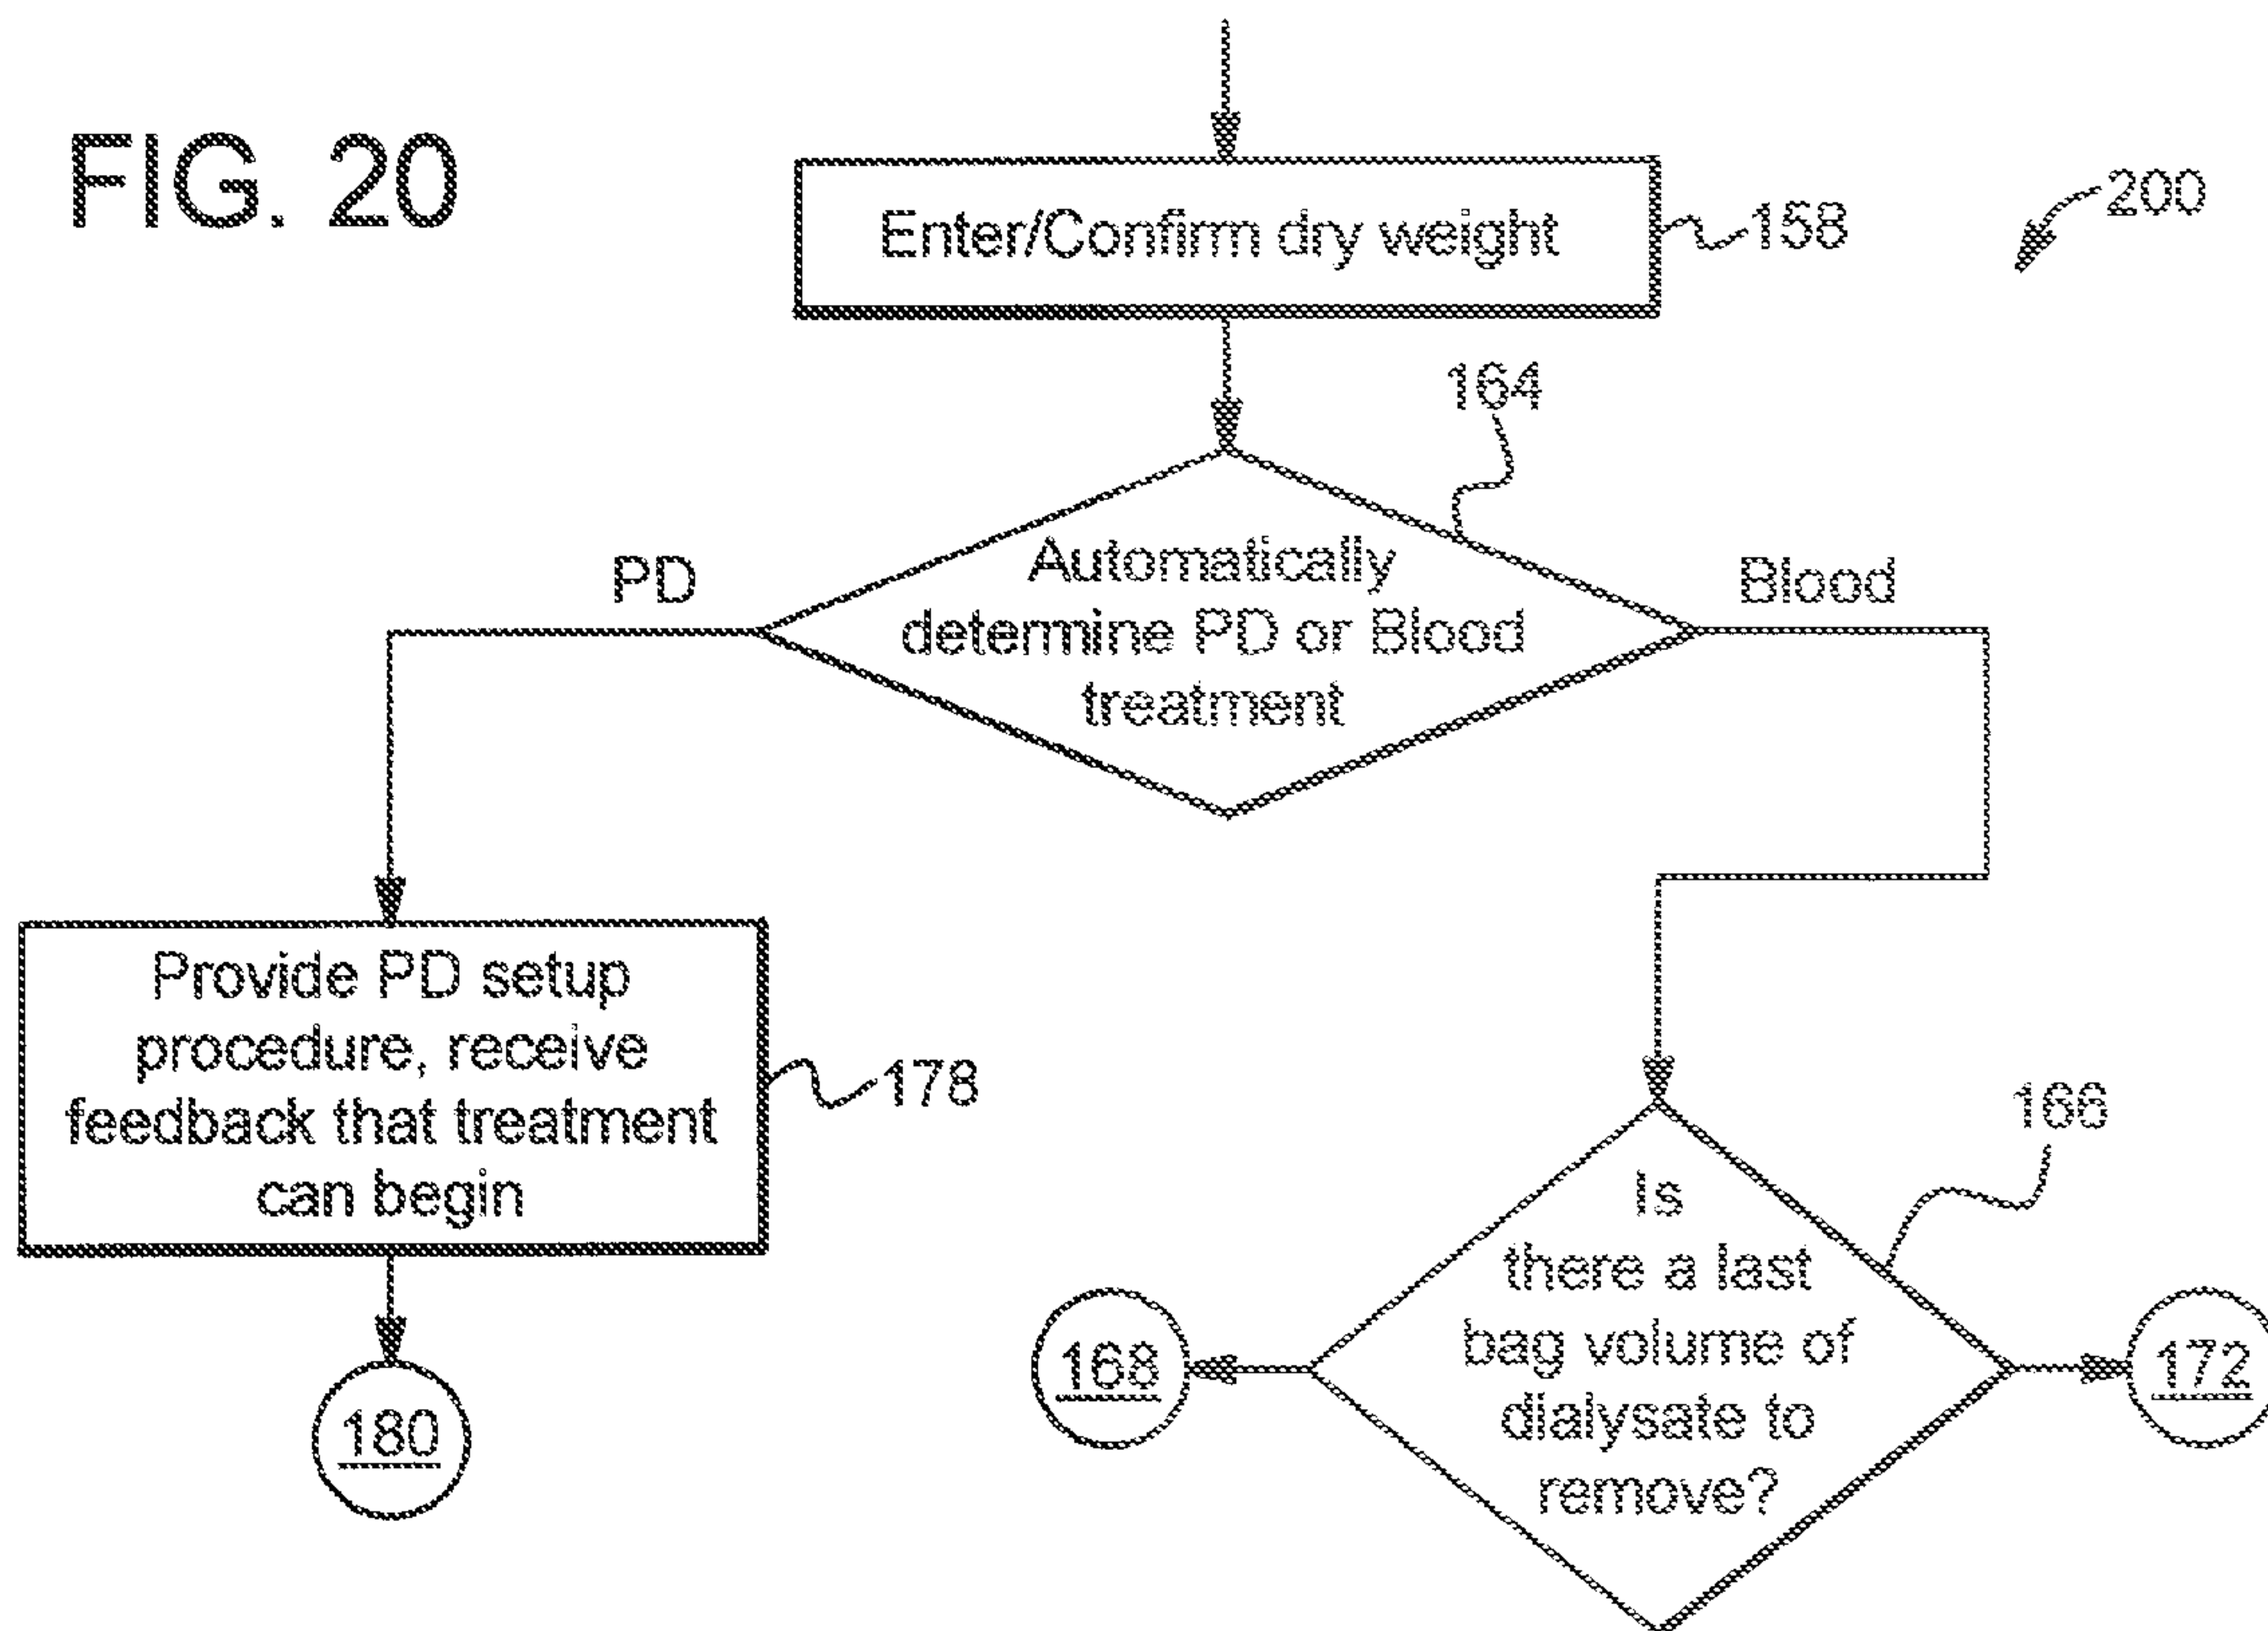 FIG. 20
Enter/Confirm dry weight
158
200
164
Automatically
determine PD or Blood
treatment
PD
Blood
Provide PD setup
procedure, receive
feedback that treatment
can begin
178
180
166
Is
there a last
bag volume of
dialysate to
remove?
168
172